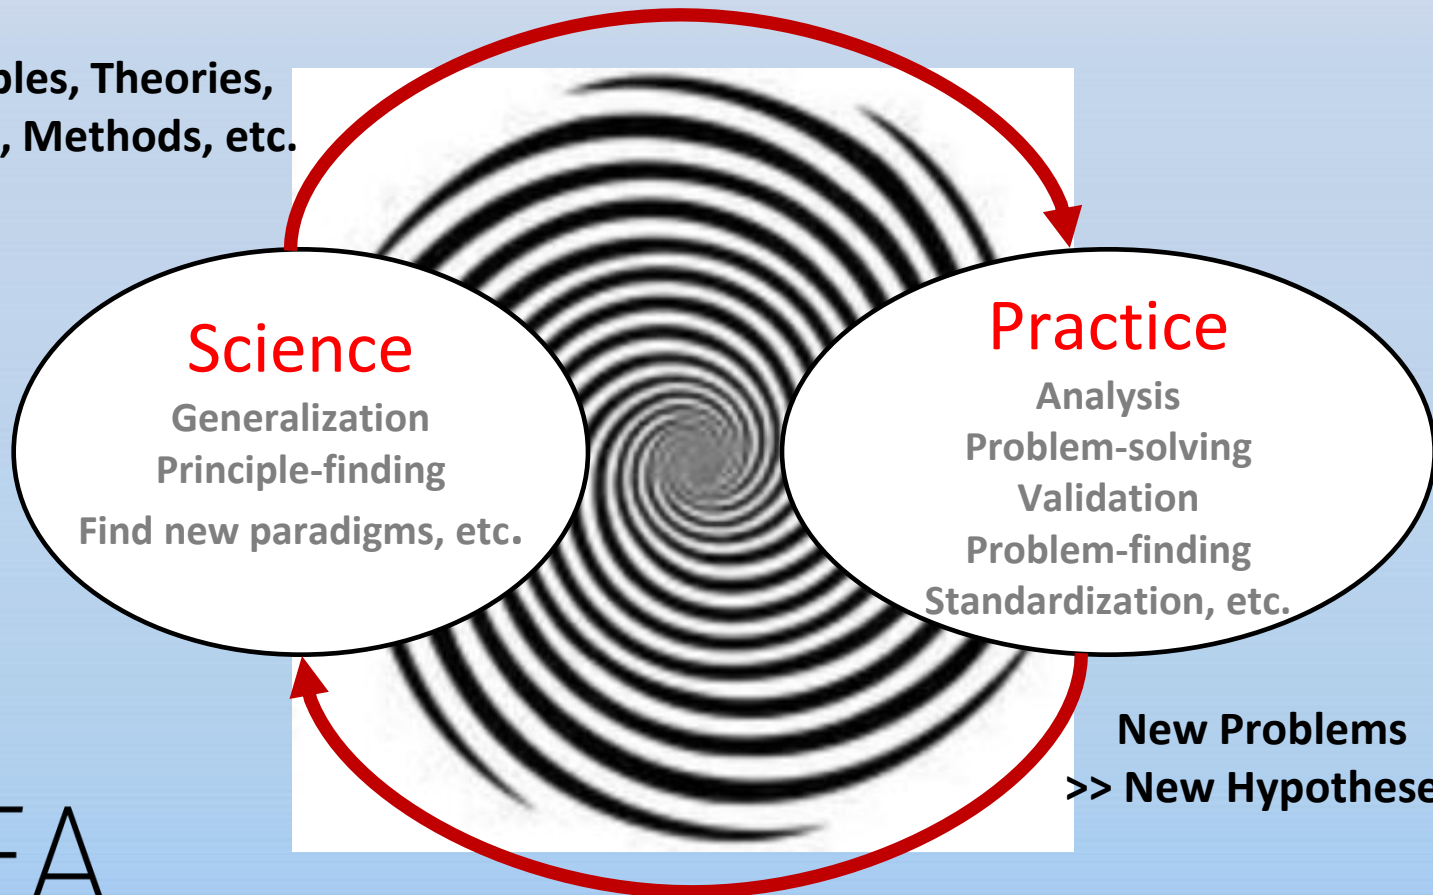 ples, Theories,
, Methods, etc.
Science
Generalization
Principle-finding
Find new paradigms, etc.
Practice
Analysis
Problem-solving
Validation
Problem-finding
Standardization, etc.
New Problems
>> New Hypothese
FA